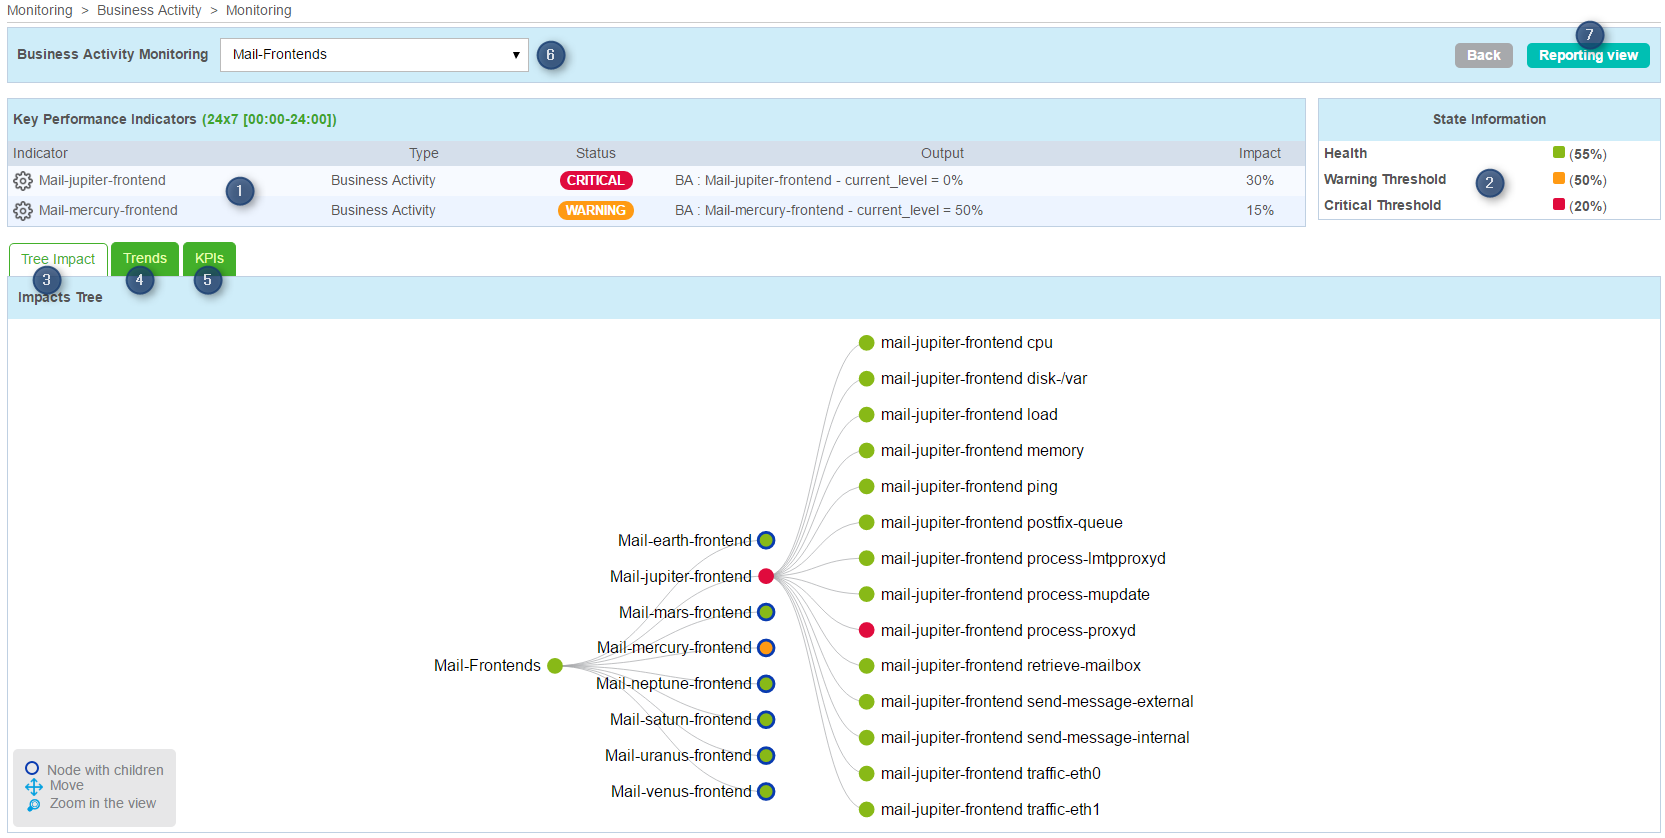 Monitoring > Business Activity > Monitoring
7
Business Activity Monitoring Mail-Frontends 6 Back Reporting view
Key Performance Indicators (24x7 [00:00-24:00])
Indicator Type Status Output Impact
Mail-jupiter-frontend Business Activity CRITICAL BA : Mail-jupiter-frontend - current_level = 0% 30%
1
Mail-mercury-frontend Business Activity WARNING BA : Mail-mercury-frontend - current_level = 50% 15%
State Information
Health (55%)
Warning Threshold 2 (50%)
Critical Threshold (20%)
Tree Impact Trends KPIs
3 4 5
Impacts Tree
mail-jupiter-frontend cpu
mail-jupiter-frontend disk-/var
mail-jupiter-frontend load
mail-jupiter-frontend memory
mail-jupiter-frontend ping
mail-jupiter-frontend postfix-queue
Mail-earth-frontend
mail-jupiter-frontend process-lmtpproxyd
Mail-jupiter-frontend
mail-jupiter-frontend process-mupdate
Mail-mars-frontend
mail-jupiter-frontend process-proxyd
Mail-mercury-frontend
Mail-Frontends
mail-jupiter-frontend retrieve-mailbox
Mail-neptune-frontend
mail-jupiter-frontend send-message-external
Mail-saturn-frontend
mail-jupiter-frontend send-message-internal
Mail-uranus-frontend
mail-jupiter-frontend traffic-eth0
Mail-venus-frontend
mail-jupiter-frontend traffic-eth1
Node with children
Move
Zoom in the view